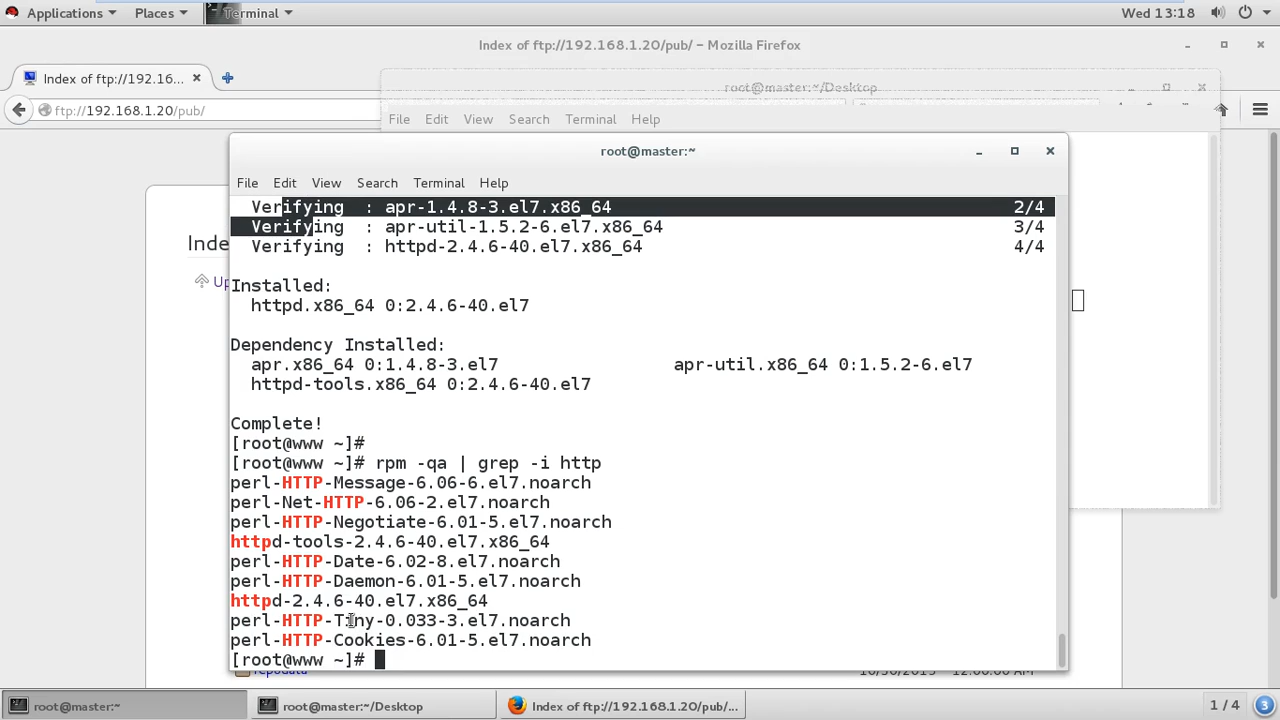 Applications Places Terminal Wed 13:18
Index of ftp://192.168.1.20/pub/ – Mozilla Firefox
Index of ftp://192.16...
ftp://192.168.1.20/pub/
root@master:~/Desktop
File Edit View Search Terminal Help
root@master:~
File Edit View Search Terminal Help
Verifying : apr-1.4.8-3.el7.x86_64 2/4
Verifying : apr-util-1.5.2-6.el7.x86_64 3/4
Verifying : httpd-2.4.6-40.el7.x86_64 4/4
Inde
Up
Installed:
httpd.x86_64 0:2.4.6-40.el7
Dependency Installed:
apr.x86_64 0:1.4.8-3.el7 apr-util.x86_64 0:1.5.2-6.el7
httpd-tools.x86_64 0:2.4.6-40.el7
Complete!
[root@www ~]#
[root@www ~]# rpm -qa | grep -i http
perl-HTTP-Message-6.06-6.el7.noarch
perl-Net-HTTP-6.06-2.el7.noarch
perl-HTTP-Negotiate-6.01-5.el7.noarch
httpd-tools-2.4.6-40.el7.x86_64
perl-HTTP-Date-6.02-8.el7.noarch
perl-HTTP-Daemon-6.01-5.el7.noarch
httpd-2.4.6-40.el7.x86_64
perl-HTTP-Tiny-0.033-3.el7.noarch
perl-HTTP-Cookies-6.01-5.el7.noarch
[root@www ~]#
repodata
root@master:~ root@master:~/Desktop Index of ftp://192.168.1.20/pub/... 1 / 4 3